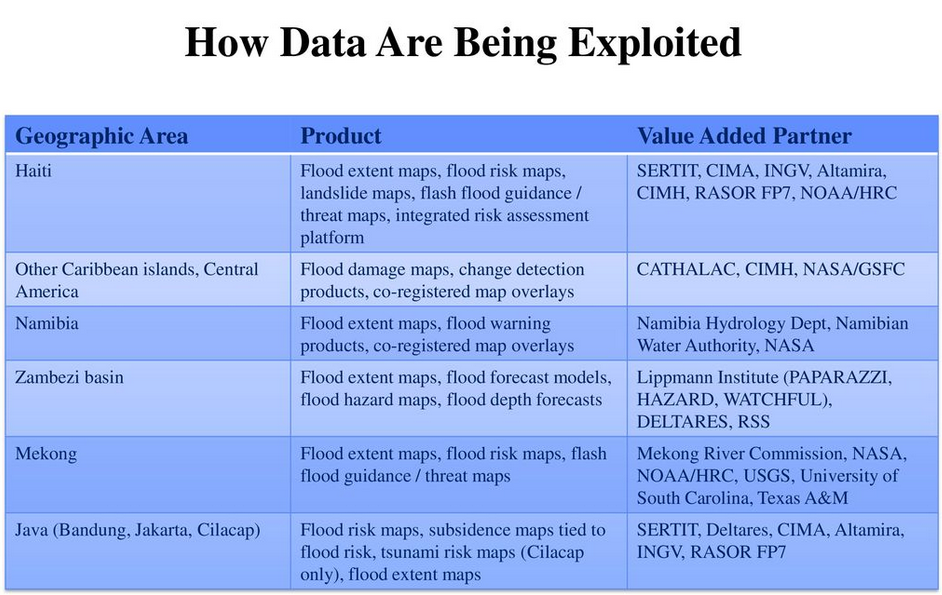 How Data Are Being Exploited
Geographic Area Product Value Added Partner
Haiti
Flood extent maps, flood risk maps,
landslide maps, flash flood guidance /
threat maps, integrated risk assessment
platform
SERTIT, CIMA, INGV, Altamira,
CIMH, RASOR FP7, NOAA/HRC
Other Caribbean islands, Central
America
Flood damage maps, change detection
products, co-registered map overlays
CATHALAC, CIMH, NASA/GSFC
Namibia
Flood extent maps, flood warning
products, co-registered map overlays
Namibia Hydrology Dept, Namibian
Water Authority, NASA
Zambezi basin
Flood extent maps, flood forecast models,
flood hazard maps, flood depth forecasts
Lippmann Institute (PAPARAZZI,
HAZARD, WATCHFUL),
DELTARES, RSS
Mekong
Flood extent maps, flood risk maps, flash
flood guidance / threat maps
Mekong River Commission, NASA,
NOAA/HRC, USGS, University of
South Carolina, Texas A&M
Java (Bandung, Jakarta, Cilacap)
Flood risk maps, subsidence maps tied to
flood risk, tsunami risk maps (Cilacap
only), flood extent maps
SERTIT, Deltares, CIMA, Altamira,
INGV, RASOR FP7